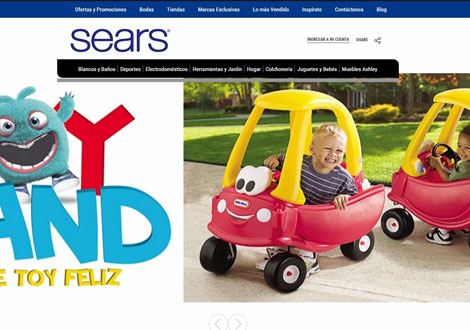 Ofertas y Promociones Bodas Tiendas Marcas Exclusivas Lo más Vendido Inspírate Contáctenos Blog
sears
INGRESAR A MI CUENTA SHARE
Blancos y Baños Deportes Electrodomésticos Herramientas y Jardín Hogar Colchonería Juguetes y Bebés Muebles Ashley
Y
AND
E TOY FELIZ